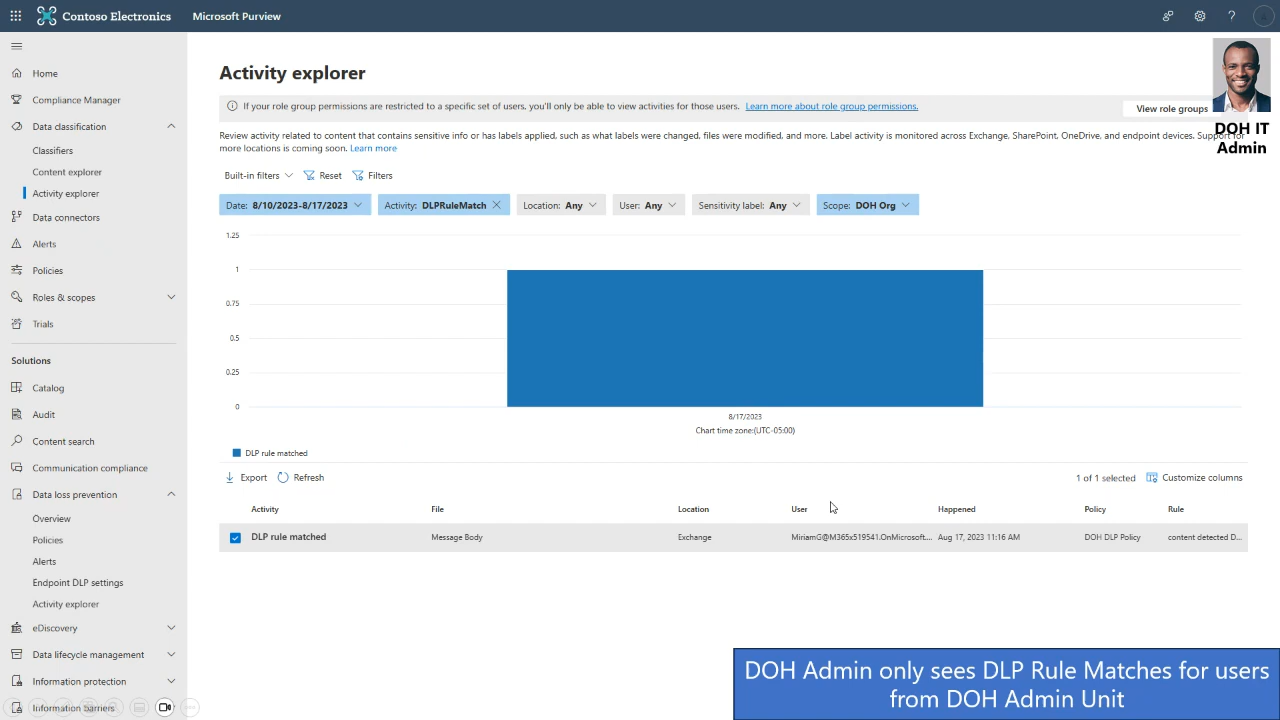 Contoso Electronics
Microsoft Purview
?
Home
Compliance Manager
Data classification
Classifiers
Content explorer
Activity explorer
Data connectors
Alerts
Policies
Roles & scopes
Trials
Solutions
Catalog
Audit
Content search
Communication compliance
Data loss prevention
Overview
Policies
Alerts
Endpoint DLP settings
Activity explorer
eDiscovery
Data lifecycle management
Information protection
Information barriers
Activity explorer
If your role group permissions are restricted to a specific set of users, you'll only be able to view activities for those users. Learn more about role group permissions.
View role groups
DOH IT
Admin
Review activity related to content that contains sensitive info or has labels applied, such as what labels were changed, files were modified, and more. Label activity is monitored across Exchange, SharePoint, OneDrive, and endpoint devices. Support for
more locations is coming soon. Learn more
Built-in filters Reset Filters
Date: 8/10/2023-8/17/2023 Activity: DLPRuleMatch Location: Any User: Any Sensitivity label: Any Scope: DOH Org
1.25
1
0.75
0.5
0.25
0
8/17/2023
Chart time zone:(UTC-05:00)
DLP rule matched
Export Refresh 1 of 1 selected Customize columns
Activity File Location User Happened Policy Rule
DLP rule matched Message Body Exchange MiriamG@M365x519541.OnMicrosoft.... Aug 17, 2023 11:16 AM DOH DLP Policy content detected D...
DOH Admin only sees DLP Rule Matches for users
from DOH Admin Unit